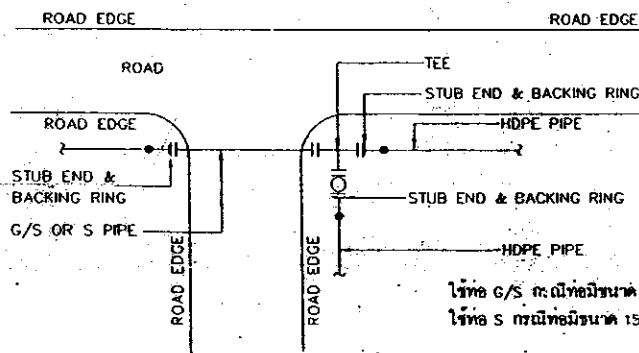 ROAD EDGE
ROAD EDGE
ROAD
TEE
STUB END & BACKING RING
ROAD EDGE
HDPE PIPE
STUB END &
BACKING RING
STUB END & BACKING RING
G/S OR S PIPE
ROAD EDGE
ROAD EDGE
HDPE PIPE
ใช้ท่อ G/S กรณีท่อมีขนาด
ใช้ท่อ S กรณีท่อมีขนาด 15